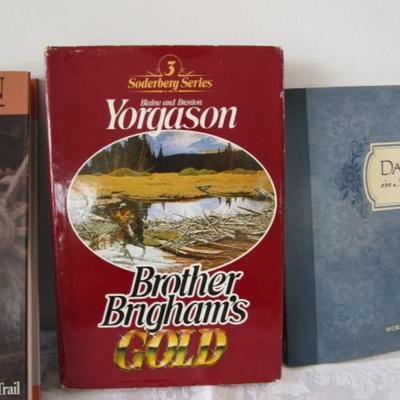 3
Soderberg Series
Blaine and Brenton
Yorgason
Brother
Brigham's
GOLD
Trail